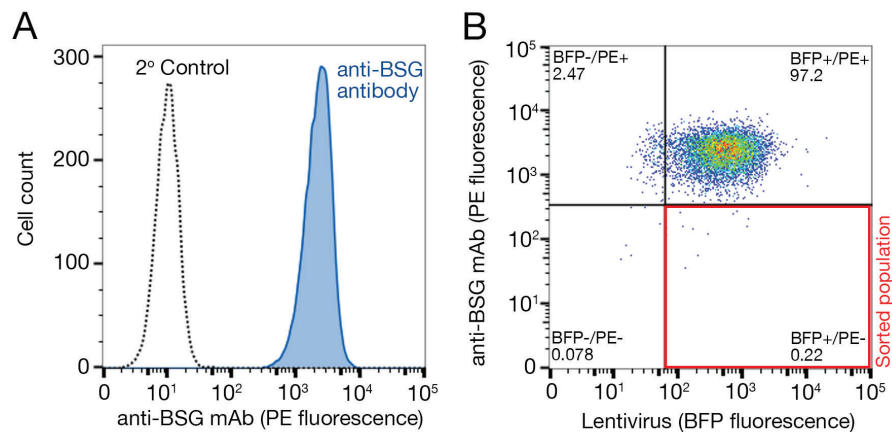 A
300
200
100
0
Cell count
2° Control
anti-BSG
antibody
0
10¹
10²
10³
10⁴
10⁵
anti-BSG mAb (PE fluorescence)
B
10⁵
10⁴
10³
10²
10¹
0
anti-BSG mAb (PE fluorescence)
BFP-/PE+
2.47
BFP+/PE+
97.2
BFP-/PE-
0.078
BFP+/PE-
0.22
Sorted population
0
10¹
10²
10³
10⁴
10⁵
Lentivirus (BFP fluorescence)